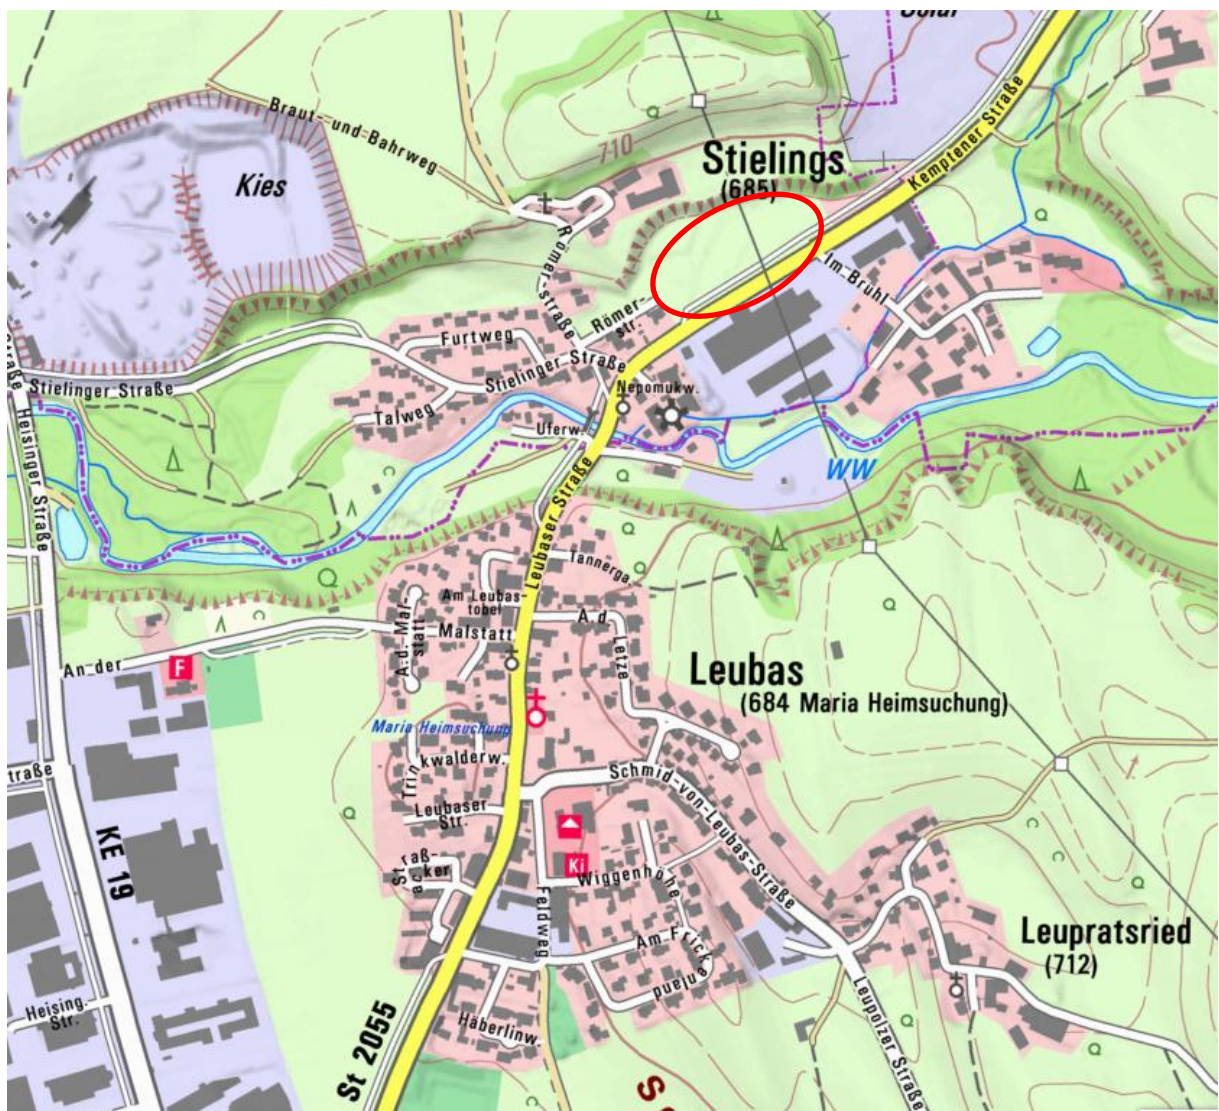 Solar
Braut- und Bahrweg
710
Kies
Stielings
(685)
Kemptener Straße
Römer-
straße
Im Brühl
Römer-
str.
Furtweg
Stielinger Straße
Stielinger Straße
Nepomukw.
Talweg
Uferw.
Heisinger Straße
WW
Leubaser Straße
Tannerga.
Am Leubas-
tobel
A.d.-Mal-
statt
A.d.
Letze
Malstatt
An der
F
Leubas
(684 Maria Heimsuchung)
Maria Heimsuchung
Trin
kwalderw.
traße
Schmid-von-Leubas-Straße
Leubaser
Str.
KE 19
Straß-
äcker
Ki
Wiggenhöhe
Feldweg
Am Fricke
nland
Leupratsried
(712)
Heising.
Str.
St 2055
Häberlinw.
Leupolzer Straße